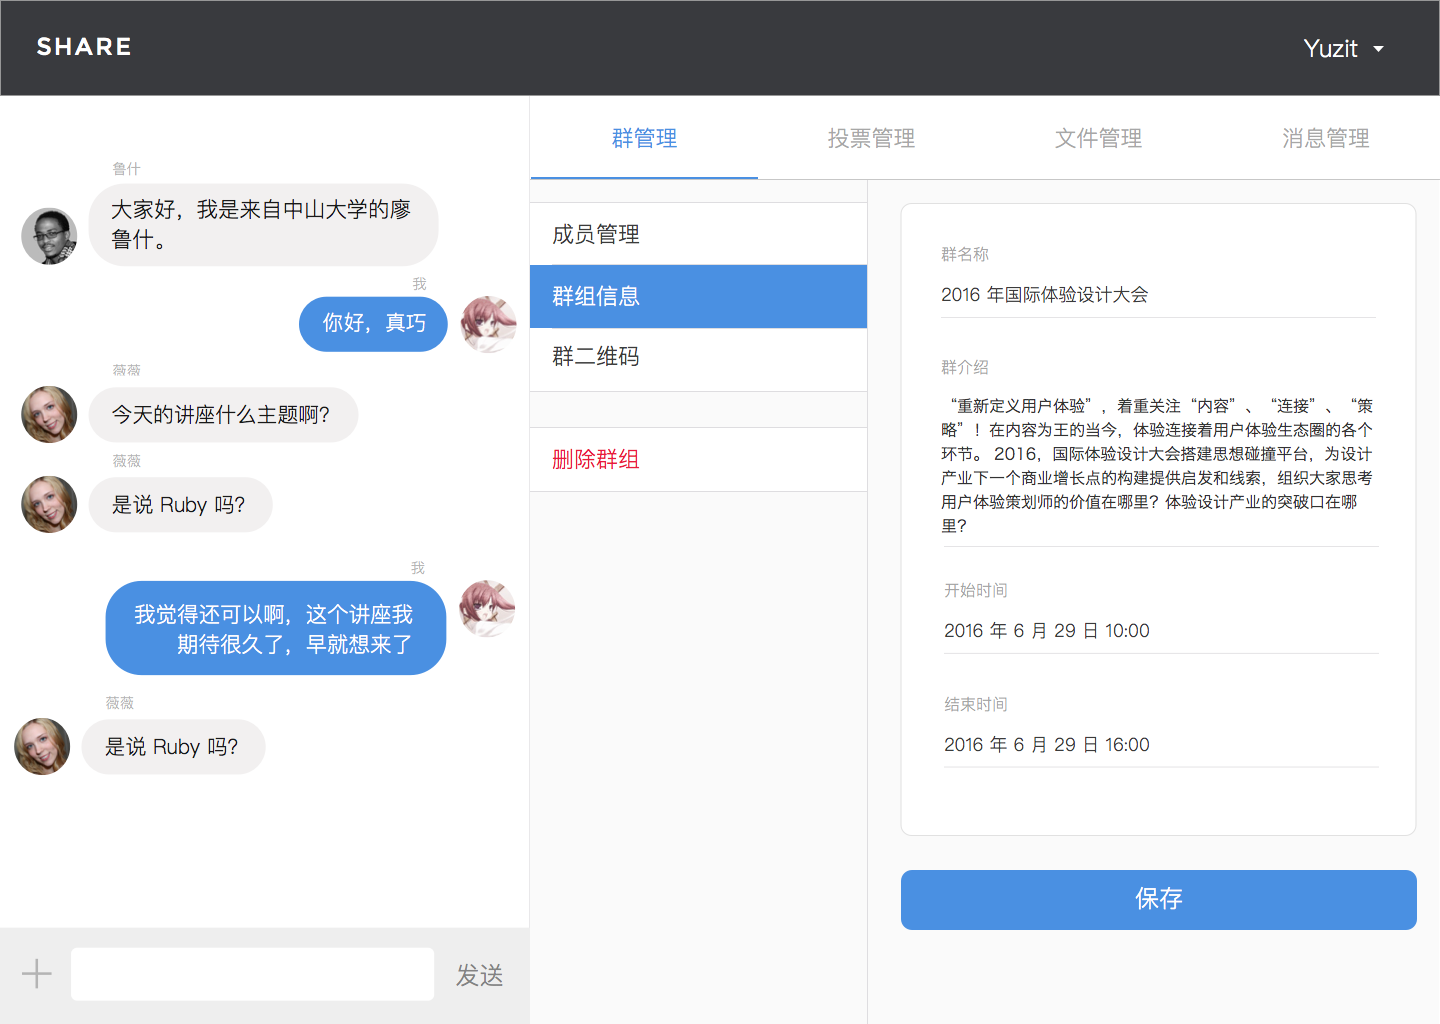 SHARE
Yuzit
鲁什
大家好，我是来自中山大学的廖
鲁什。
我
你好，真巧
薇薇
今天的讲座什么主题啊？
薇薇
是说 Ruby 吗？
我
我觉得还可以啊，这个讲座我
期待很久了，早就想来了
薇薇
是说 Ruby 吗？
发送
群管理
投票管理
文件管理
消息管理
成员管理
群组信息
群二维码
删除群组
群名称
2016 年国际体验设计大会
群介绍
“重新定义用户体验”，着重关注“内容”、“连接”、“策
略”！在内容为王的当今，体验连接着用户体验生态圈的各个
环节。 2016，国际体验设计大会搭建思想碰撞平台，为设计
产业下一个商业增长点的构建提供启发和线索，组织大家思考
用户体验策划师的价值在哪里？体验设计产业的突破口在哪
里？
开始时间
2016 年 6 月 29 日 10:00
结束时间
2016 年 6 月 29 日 16:00
保存